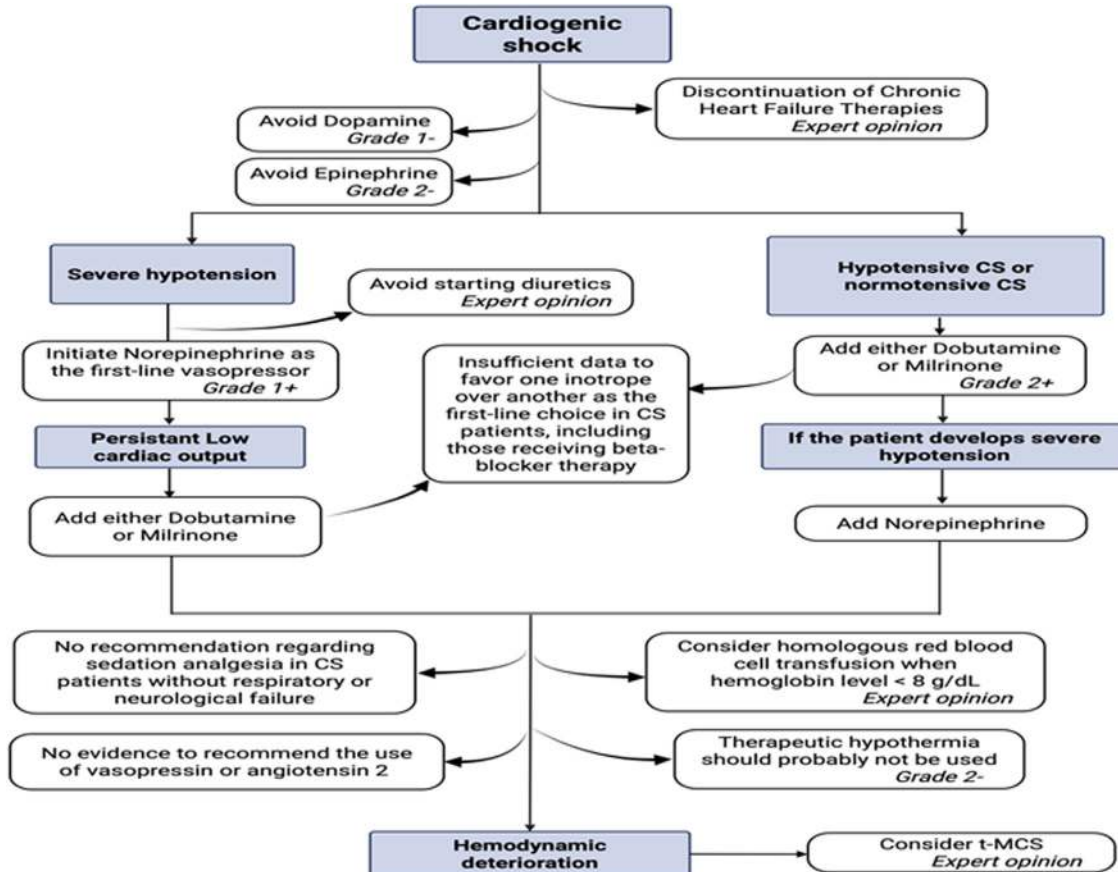 Cardiogenic
shock
Discontinuation of Chronic
Heart Failure Therapies
Expert opinion
Avoid Dopamine
Grade 1-
Avoid Epinephrine
Grade 2-
Severe hypotension
Avoid starting diuretics
Expert opinion
Hypotensive CS or
normotensive CS
Initiate Norepinephrine as
the first-line vasopressor
Grade 1+
Insufficient data to
favor one inotrope
over another as the
first-line choice in CS
patients, including
those receiving beta-
blocker therapy
Add either Dobutamine
or Milrinone
Grade 2+
Persistant Low
cardiac output
If the patient develops severe
hypotension
Add either Dobutamine
or Milrinone
Add Norepinephrine
No recommendation regarding
sedation analgesia in CS
patients without respiratory or
neurological failure
Consider homologous red blood
cell transfusion when
hemoglobin level < 8 g/dL
Expert opinion
No evidence to recommend the use
of vasopressin or angiotensin 2
Therapeutic hypothermia
should probably not be used
Grade 2-
Hemodynamic
deterioration
Consider t-MCS
Expert opinion